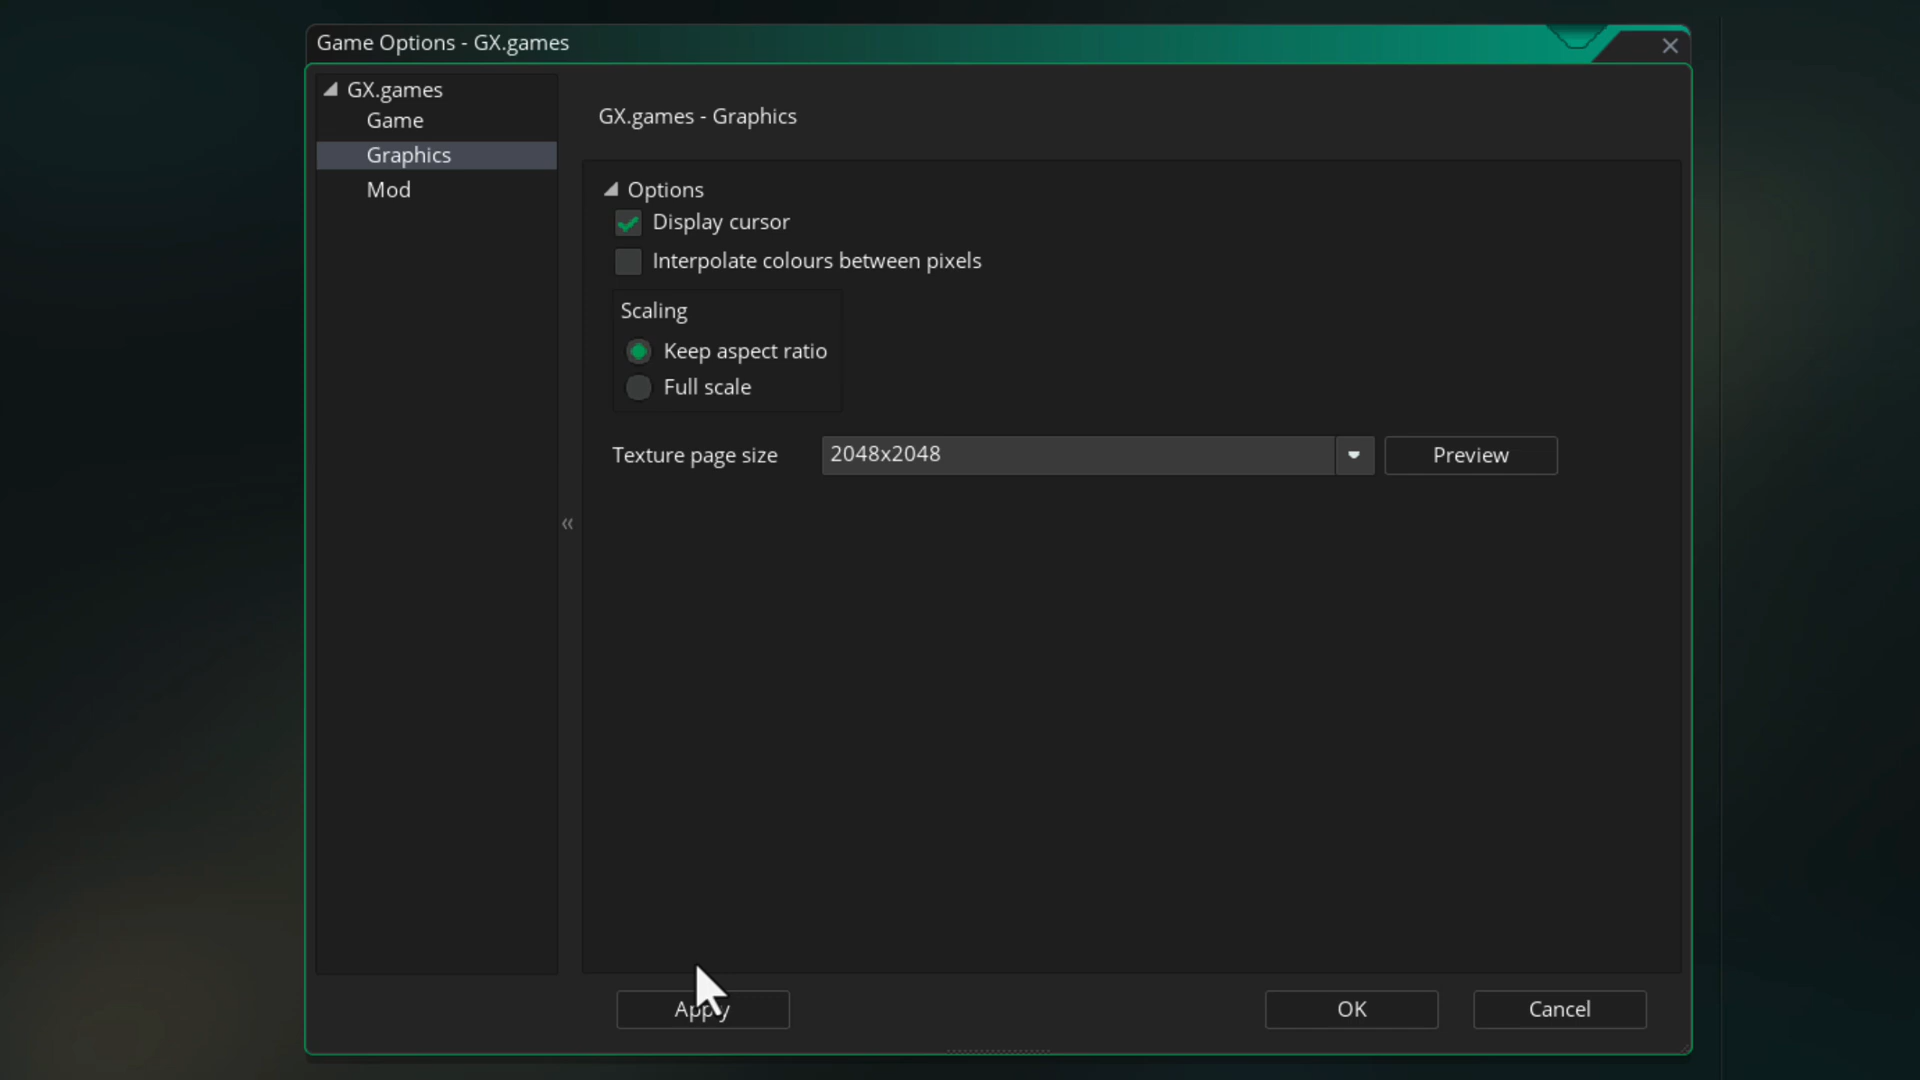 Game Options - GX.games
GX.games
Game
Graphics
Mod
GX.games - Graphics
Options
Display cursor
Interpolate colours between pixels
Scaling
Keep aspect ratio
Full scale
Texture page size
2048x2048
Preview
Apply
OK
Cancel